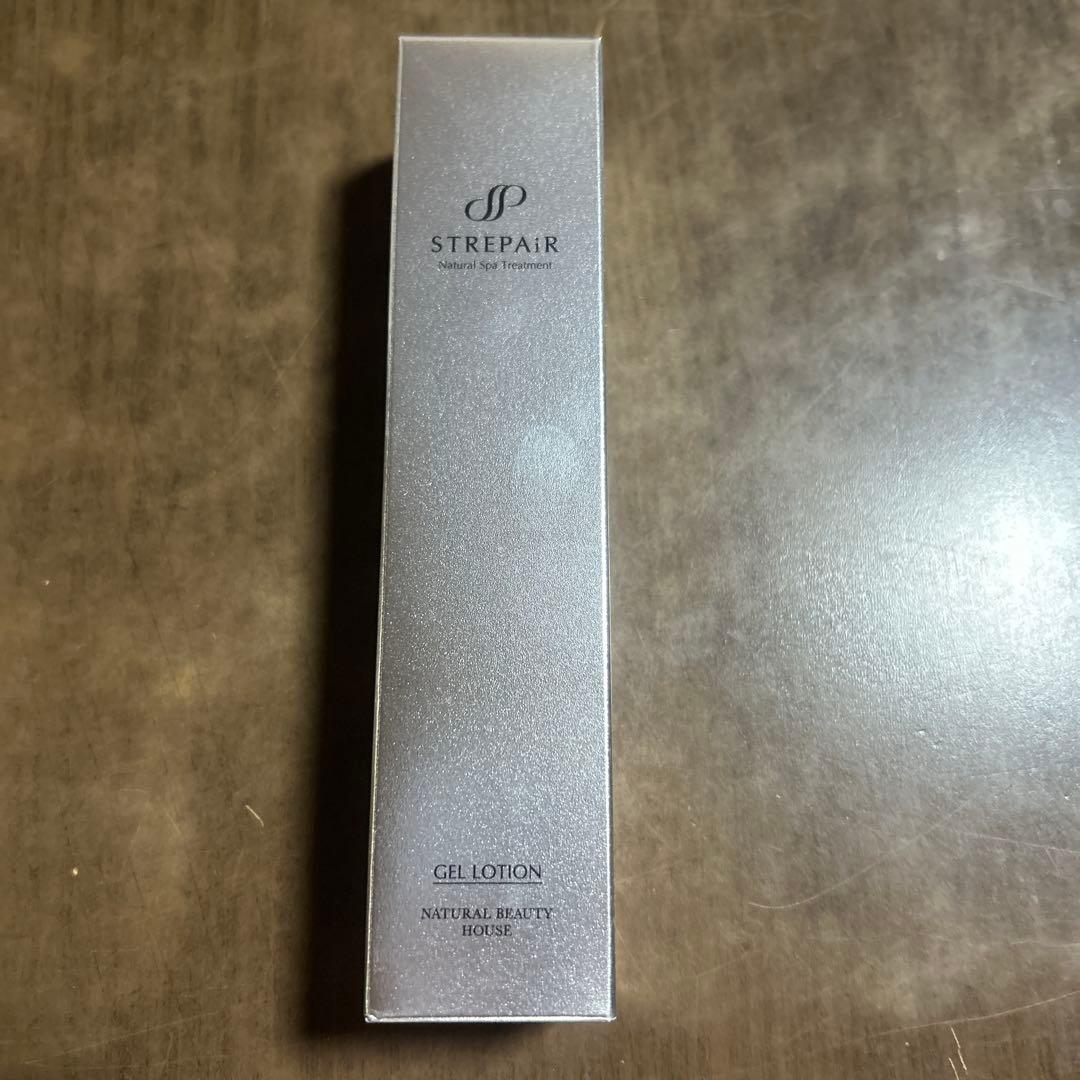 STREPAiR
Natural Spa Treatment
GEL LOTION
NATURAL BEAUTY
HOUSE